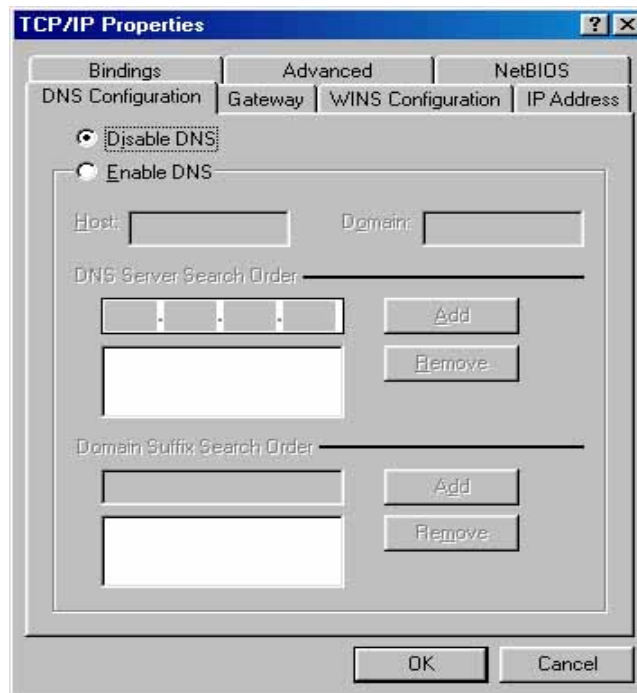 TCP/IP Properties
Bindings Advanced NetBIOS
DNS Configuration Gateway WINS Configuration IP Address
Disable DNS
Enable DNS
Host: Domain:
DNS Server Search Order
. . . Add
Remove
Domain Suffix Search Order
Add
Remove
OK Cancel